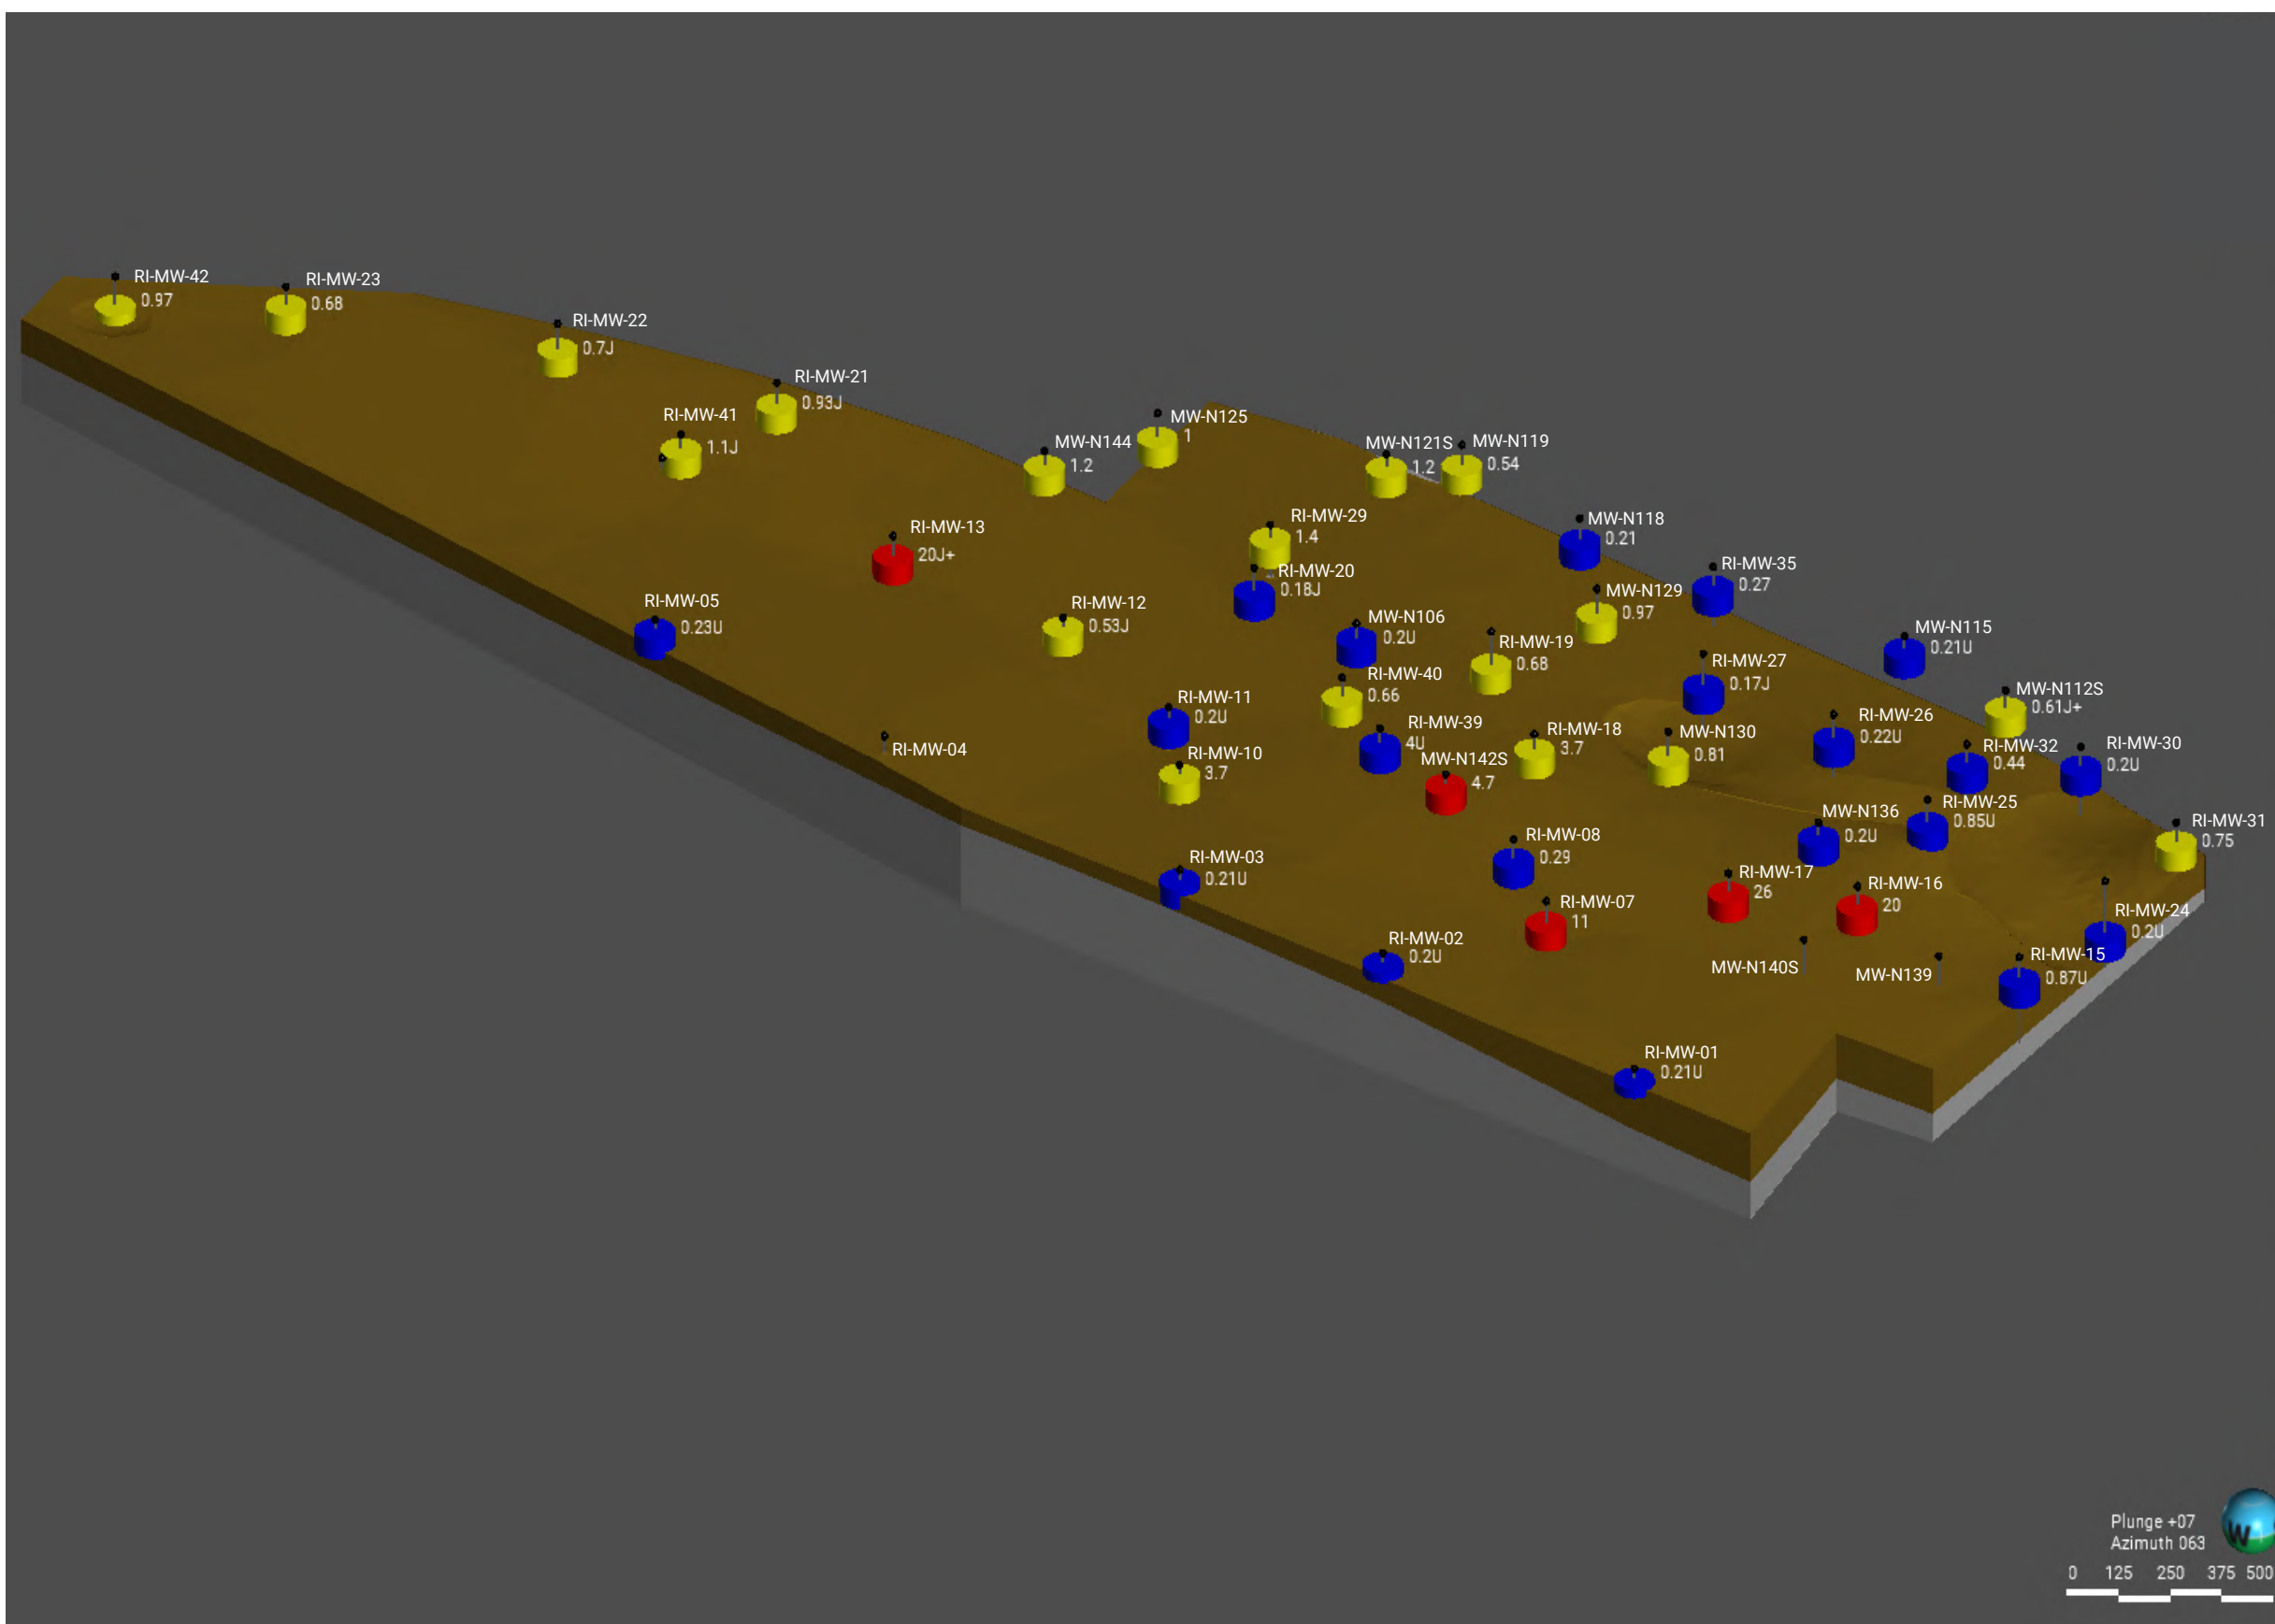 RI-MW-42
0.97
RI-MW-23
0.68
RI-MW-22
0.7J
RI-MW-21
0.93J
RI-MW-41
1.1J
MW-N144
1.2
MW-N125
1
MW-N121S
1.2
MW-N119
0.54
RI-MW-13
20J+
RI-MW-29
1.4
MW-N118
0.21
RI-MW-35
0.27
RI-MW-20
0.18J
RI-MW-05
0.23U
RI-MW-12
0.53J
MW-N129
0.97
MW-N106
0.2U
RI-MW-19
0.68
MW-N115
0.21U
RI-MW-27
0.17J
RI-MW-40
0.66
MW-N112S
0.61J+
RI-MW-11
0.2U
RI-MW-39
4U
RI-MW-18
3.7
MW-N130
0.81
RI-MW-26
0.22U
RI-MW-32
0.44
RI-MW-30
0.2U
RI-MW-04
RI-MW-10
3.7
MW-N142S
4.7
RI-MW-25
0.85U
MW-N136
0.2U
RI-MW-31
0.75
RI-MW-08
0.29
RI-MW-03
0.21U
RI-MW-17
26
RI-MW-16
20
RI-MW-07
11
RI-MW-24
0.2U
RI-MW-02
0.2U
MW-N140S
MW-N139
RI-MW-15
0.87U
RI-MW-01
0.21U
Plunge +07
Azimuth 063
W
0 125 250 375 500